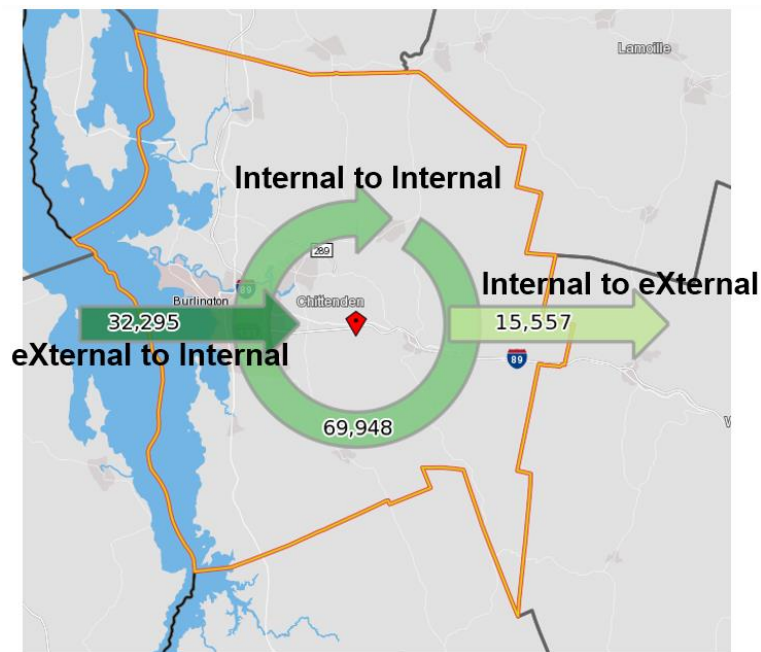 Lamoille
Internal to Internal
289
Internal to eXternal
89
Burlington
Chittenden
32,295
15,557
eXternal to Internal
89
69,948